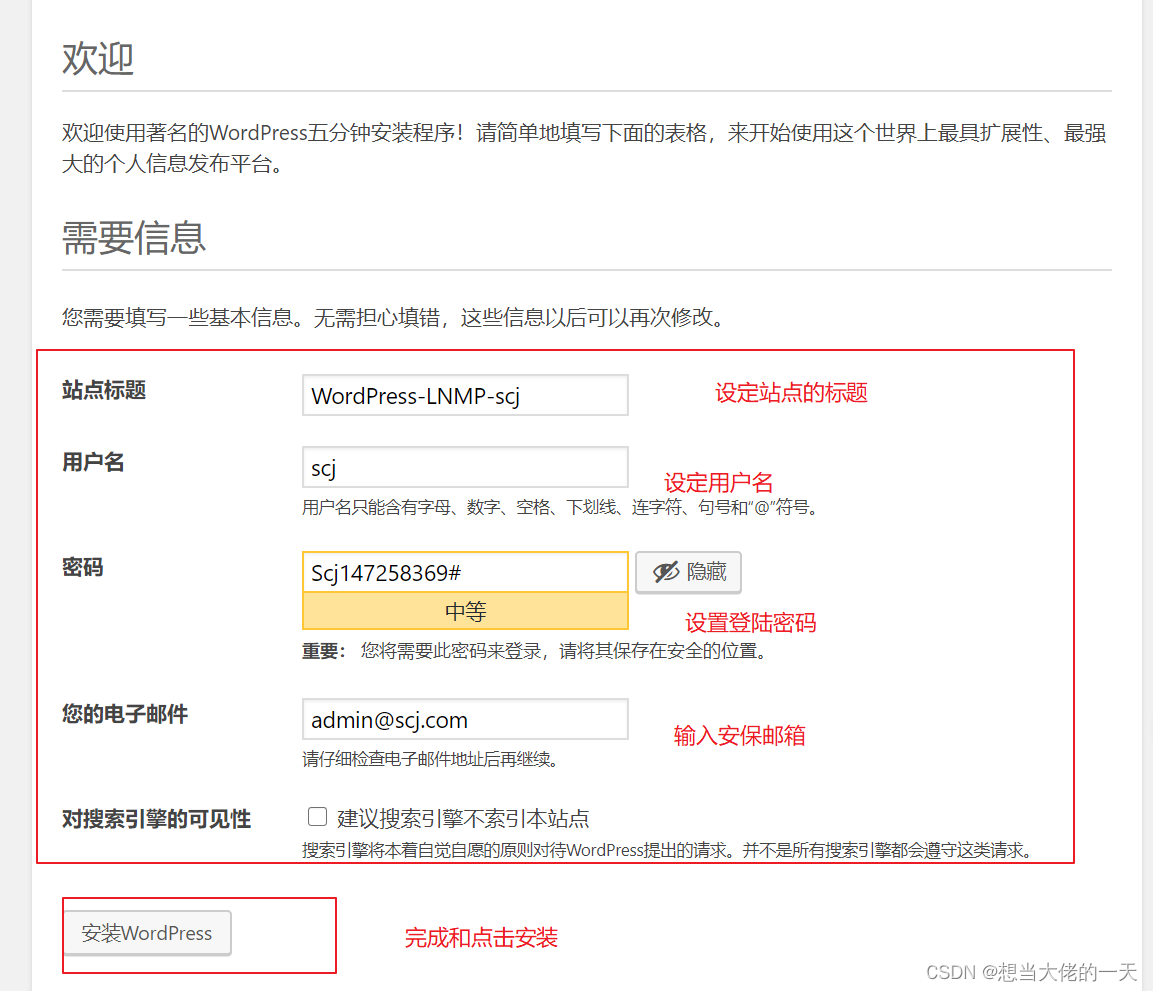 欢迎
欢迎使用著名的WordPress五分钟安装程序！请简单地填写下面的表格，来开始使用这个世界上最具扩展性、最强
大的个人信息发布平台。
需要信息
您需要填写一些基本信息。无需担心填错，这些信息以后可以再次修改。
站点标题
WordPress-LNMP-scj
设定站点的标题
用户名
scj
设定用户名
用户名只能含有字母、数字、空格、下划线、连字符、句号和“@”符号。
密码
Scj147258369#
隐藏
中等
设置登陆密码
重要： 您将需要此密码来登录，请将其保存在安全的位置。
您的电子邮件
admin@scj.com
输入安保邮箱
请仔细检查电子邮件地址后再继续。
对搜索引擎的可见性
建议搜索引擎不索引本站点
搜索引擎将本着自觉自愿的原则对待WordPress提出的请求。并不是所有搜索引擎都会遵守这类请求。
安装WordPress
完成和点击安装
CSDN @想当大佬的一天